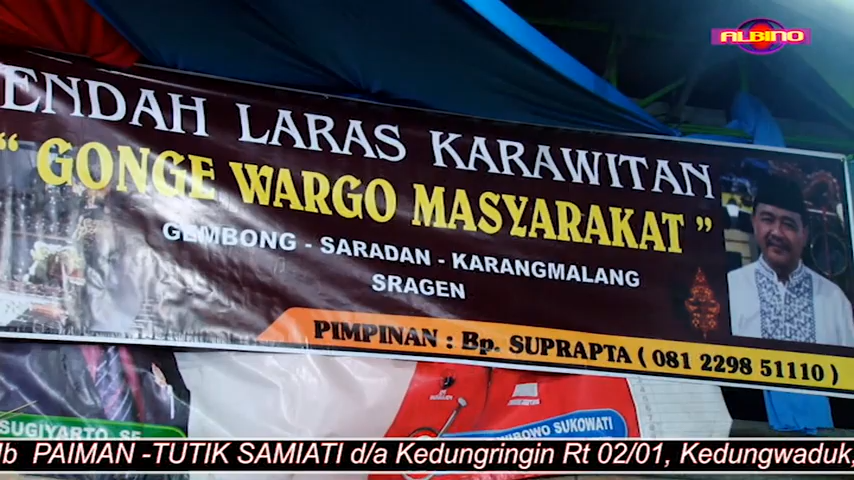 ALBINO
ENDAH LARAS KARAWITAN
“ GONGE WARGO MASYARAKAT ”
GEMBONG - SARADAN - KARANGMALANG
SRAGEN
PIMPINAN : Bp. SUPRAPTA ( 081 2298 51110 )
SUGIYARTO, SE
WIROBO SUKOWATI
lb PAIMAN -TUTIK SAMIATI d/a Kedungringin Rt 02/01, Kedungwaduk,